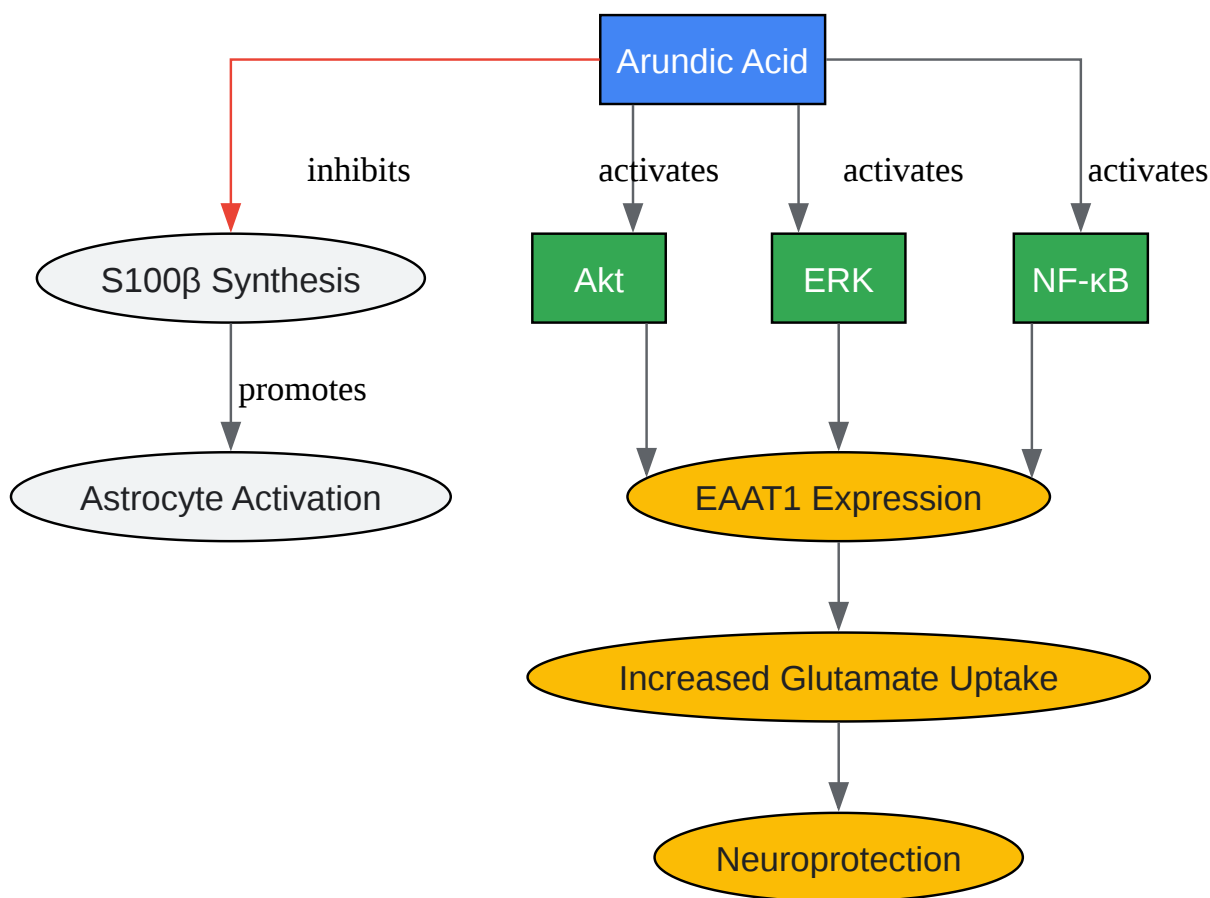 Arundic Acid
inhibits
activates
activates
activates
S100β Synthesis
Akt
ERK
NF-κB
promotes
Astrocyte Activation
EAAT1 Expression
Increased Glutamate Uptake
Neuroprotection